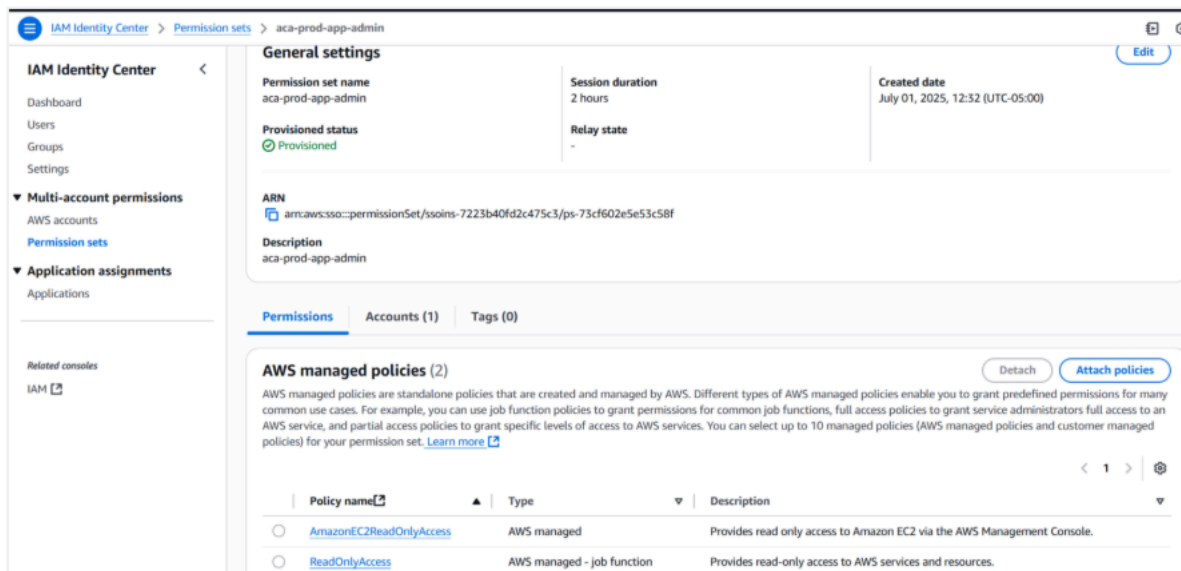 IAM Identity Center > Permission sets > aca-prod-app-admin
IAM Identity Center
Dashboard
Users
Groups
Settings
Multi-account permissions
AWS accounts
Permission sets
Application assignments
Applications
Related consoles
IAM
General settings
Edit
Permission set name
aca-prod-app-admin
Session duration
2 hours
Created date
July 01, 2025, 12:32 (UTC-05:00)
Provisioned status
Provisioned
Relay state
-
ARN
arn:aws:sso:::permissionSet/ssoins-7223b40fd2c475c3/ps-73cf602e5e53c58f
Description
aca-prod-app-admin
Permissions Accounts (1) Tags (0)
AWS managed policies (2)
Detach Attach policies
AWS managed policies are standalone policies that are created and managed by AWS. Different types of AWS managed policies enable you to grant predefined permissions for many
common use cases. For example, you can use job function policies to grant permissions for common job functions, full access policies to grant service administrators full access to an
AWS service, and partial access policies to grant specific levels of access to AWS services. You can select up to 10 managed policies (AWS managed policies and customer managed
policies) for your permission set. Learn more
< 1 >
Policy name Type Description
AmazonEC2ReadOnlyAccess AWS managed Provides read only access to Amazon EC2 via the AWS Management Console.
ReadOnlyAccess AWS managed - job function Provides read-only access to AWS services and resources.